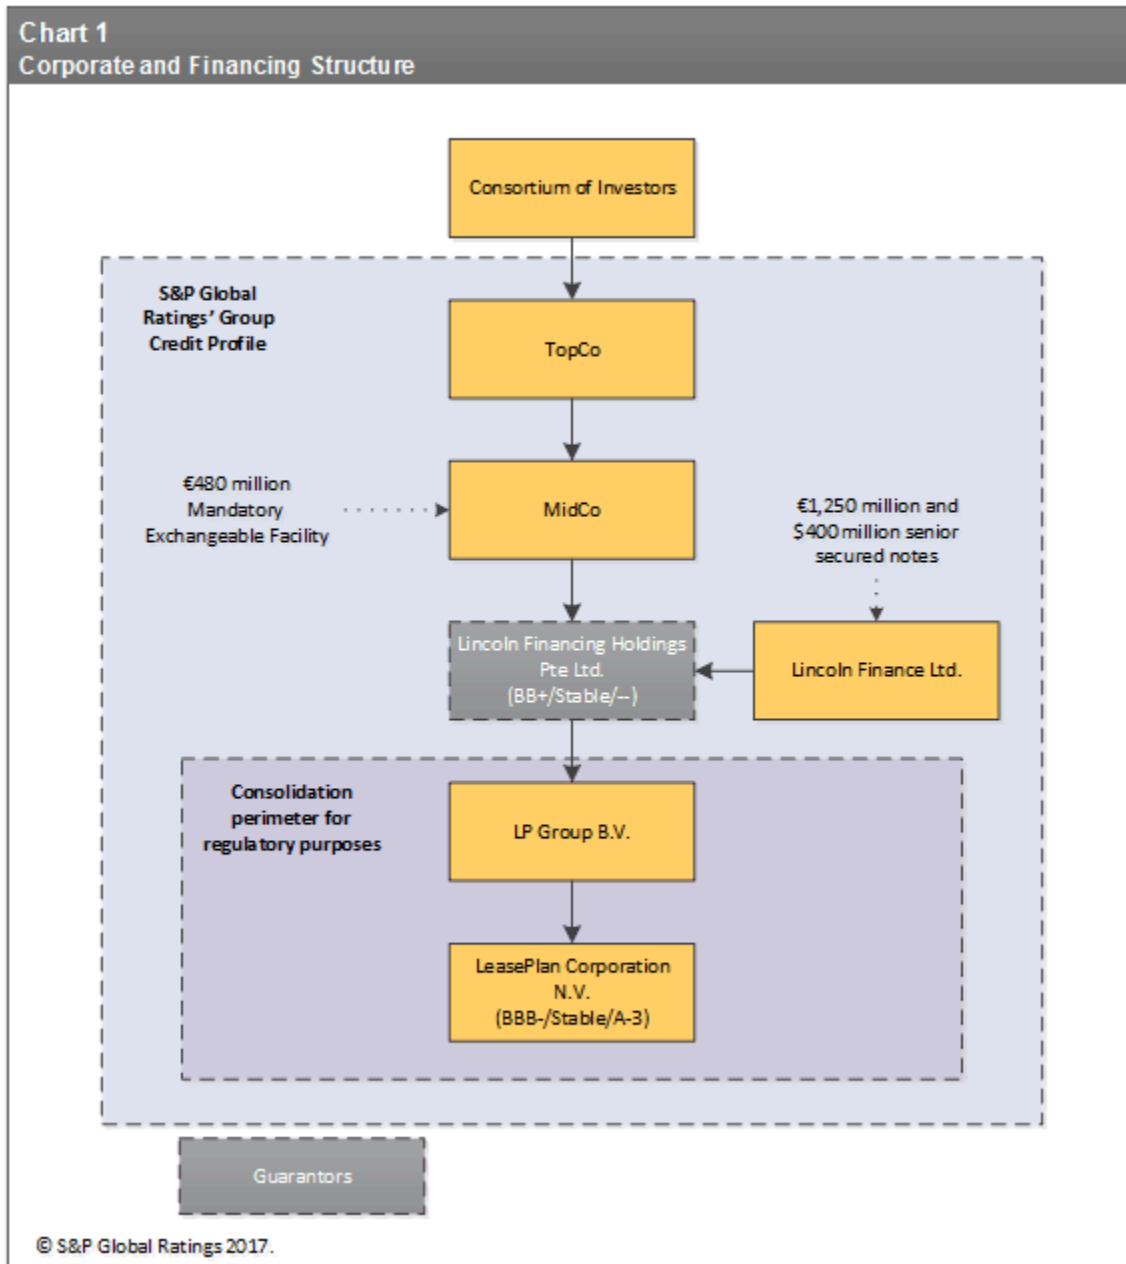 Chart 1
Corporate and Financing Structure
Consortium of Investors
S&P Global
Ratings’ Group
Credit Profile
TopCo
€480 million
Mandatory
Exchangeable Facility
MidCo
€1,250 million and
$400 million senior
secured notes
Lincoln Financing Holdings
Pte Ltd.
(BB+/Stable/--)
Lincoln Finance Ltd.
Consolidation
perimeter for
regulatory purposes
LP Group B.V.
LeasePlan Corporation
N.V.
(BBB-/Stable/A-3)
Guarantors
© S&P Global Ratings 2017.